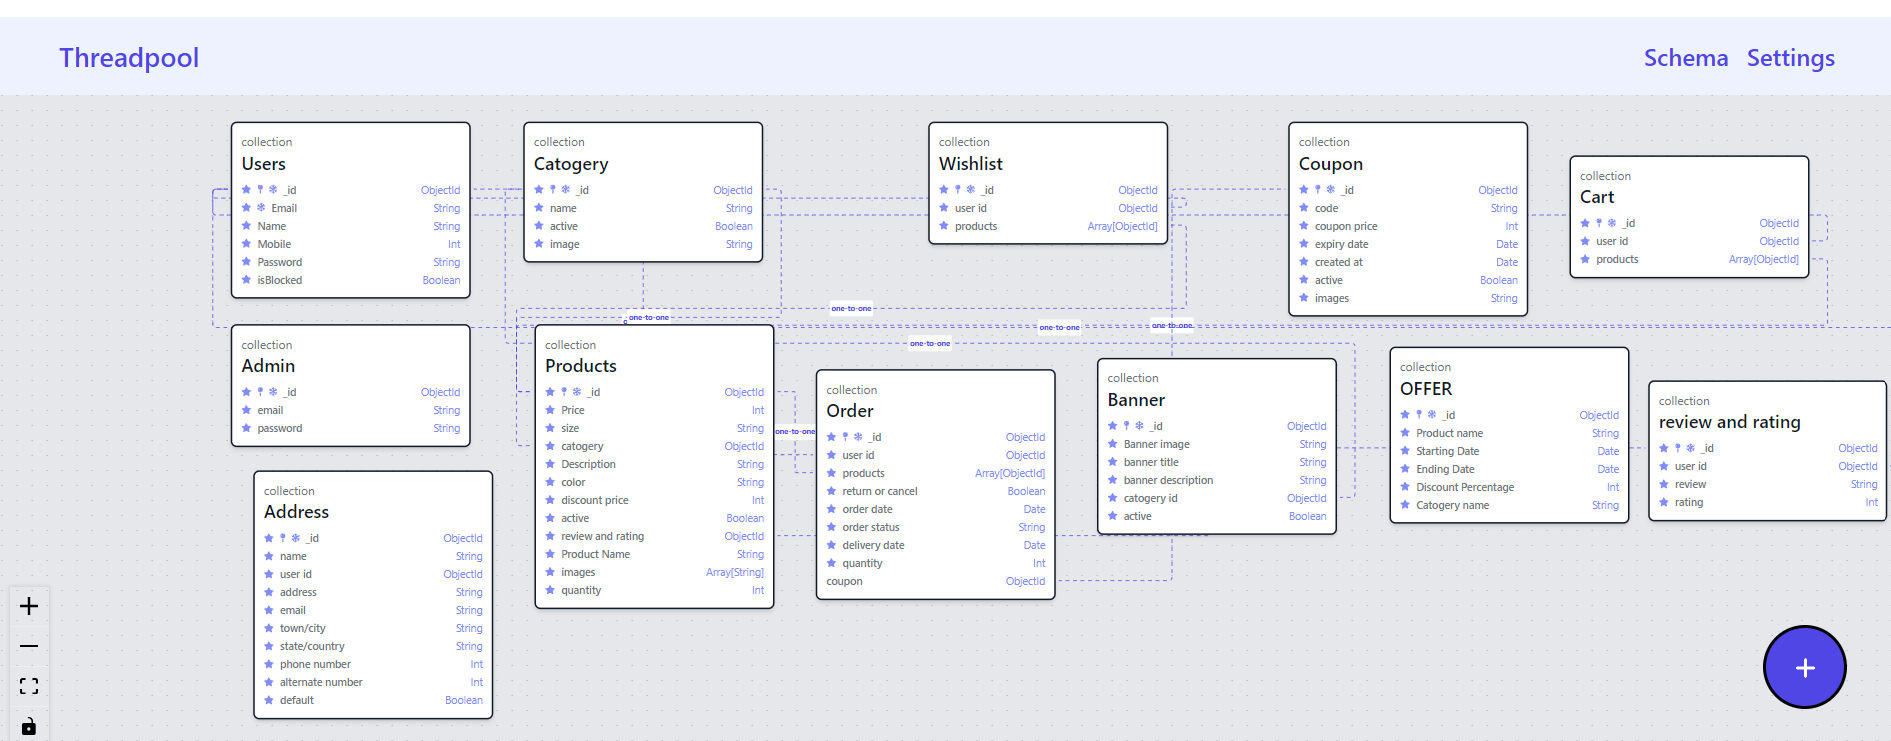 Threadpool
Schema Settings
collection
Users
_id ObjectId
Email String
Name String
Mobile Int
Password String
isBlocked Boolean
collection
Catogery
_id ObjectId
name String
active Boolean
image String
collection
Wishlist
_id ObjectId
user id ObjectId
products Array[ObjectId]
collection
Coupon
_id ObjectId
code String
coupon price Int
expiry date Date
created at Date
active Boolean
images String
collection
Cart
_id ObjectId
user id ObjectId
products Array[ObjectId]
one-to-one
one-to-one
one-to-one
one-to-one
one-to-one
collection
Admin
_id ObjectId
email String
password String
collection
Products
_id ObjectId
Price Int
size String
catogery ObjectId
Description String
color String
discount price Int
active Boolean
review and rating ObjectId
Product Name String
images Array[String]
quantity Int
one-to-one
collection
Order
_id ObjectId
user id ObjectId
products Array[ObjectId]
return or cancel Boolean
order date Date
order status String
delivery date Date
quantity Int
coupon ObjectId
collection
Banner
_id ObjectId
Banner image String
banner title String
banner description String
catogery id ObjectId
active Boolean
collection
OFFER
_id ObjectId
Product name String
Starting Date Date
Ending Date Date
Discount Percentage Int
Catogery name String
collection
review and rating
_id ObjectId
user id ObjectId
review String
rating Int
collection
Address
_id ObjectId
name String
user id ObjectId
address String
email String
town/city String
state/country String
phone number Int
alternate number Int
default Boolean